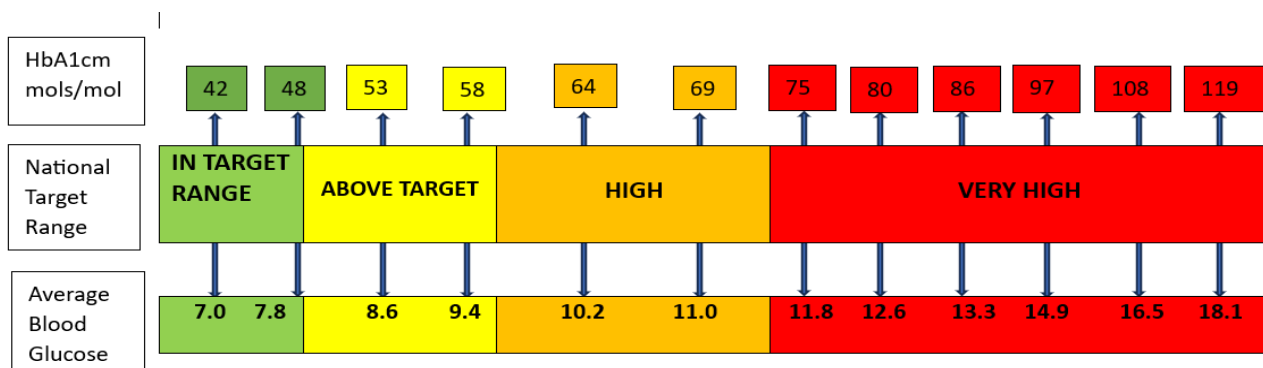 HbA1cm
mols/mol
42 48 53 58 64 69 75 80 86 97 108 119
National
Target
Range
IN TARGET
RANGE
ABOVE TARGET
HIGH
VERY HIGH
Average
Blood
Glucose
7.0 7.8 8.6 9.4 10.2 11.0 11.8 12.6 13.3 14.9 16.5 18.1